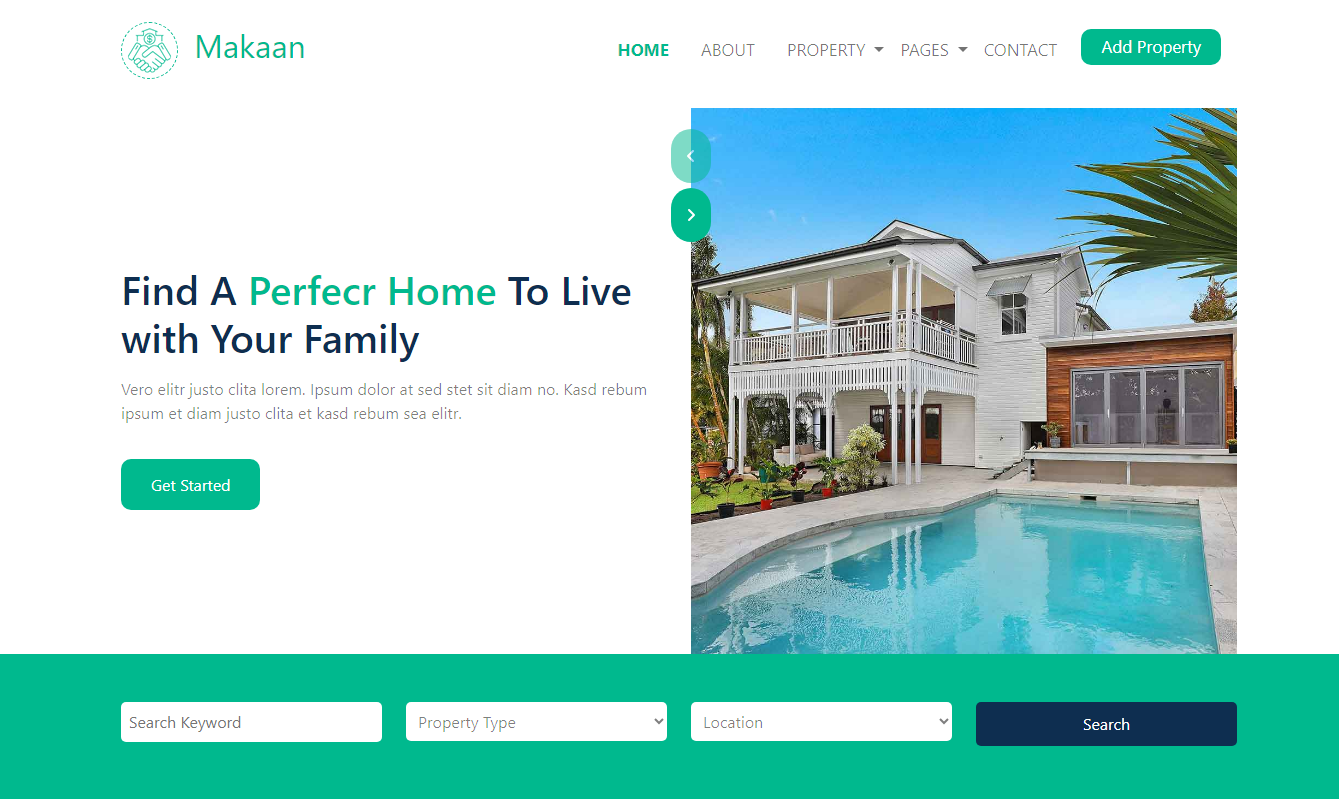 Makaan
HOME ABOUT PROPERTY PAGES CONTACT Add Property
Find A Perfecr Home To Live
with Your Family
Vero elitr justo clita lorem. Ipsum dolor at sed stet sit diam no. Kasd rebum
ipsum et diam justo clita et kasd rebum sea elitr.
Get Started
Search Keyword Property Type Location Search